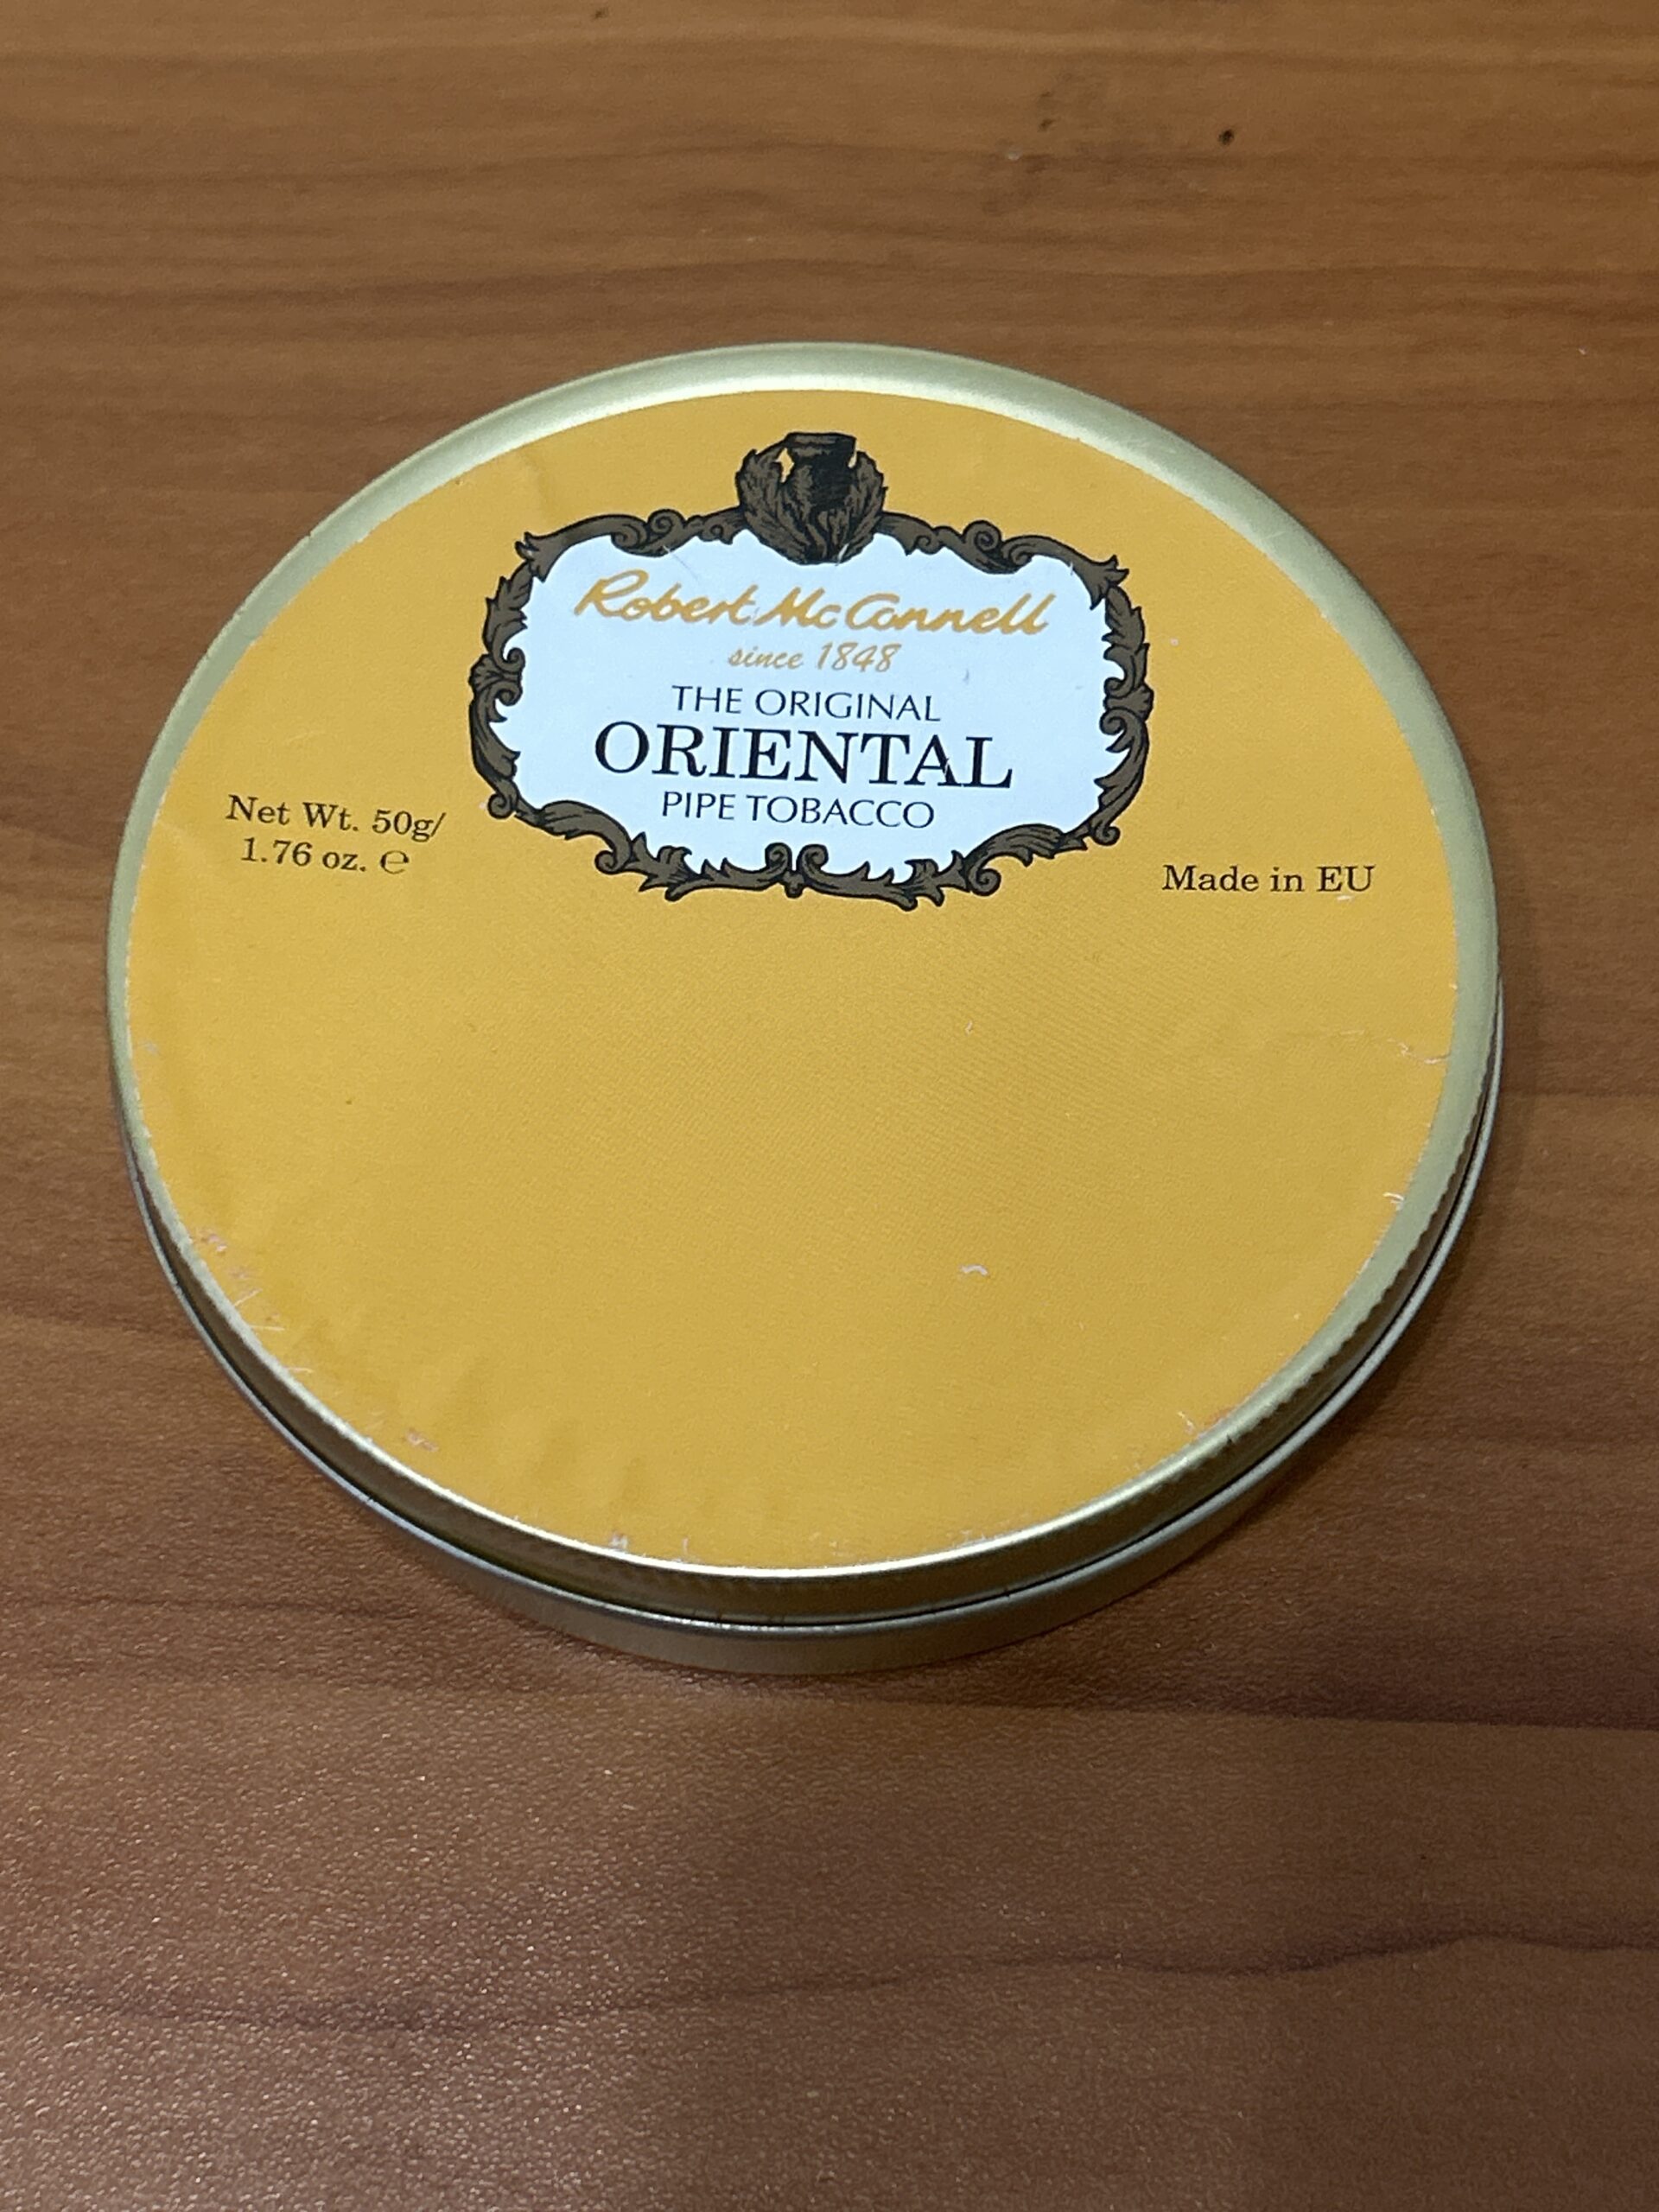 Robert McConnell
since 1848
THE ORIGINAL
ORIENTAL
PIPE TOBACCO
Net Wt. 50g/
1.76 oz. ℮
Made in EU